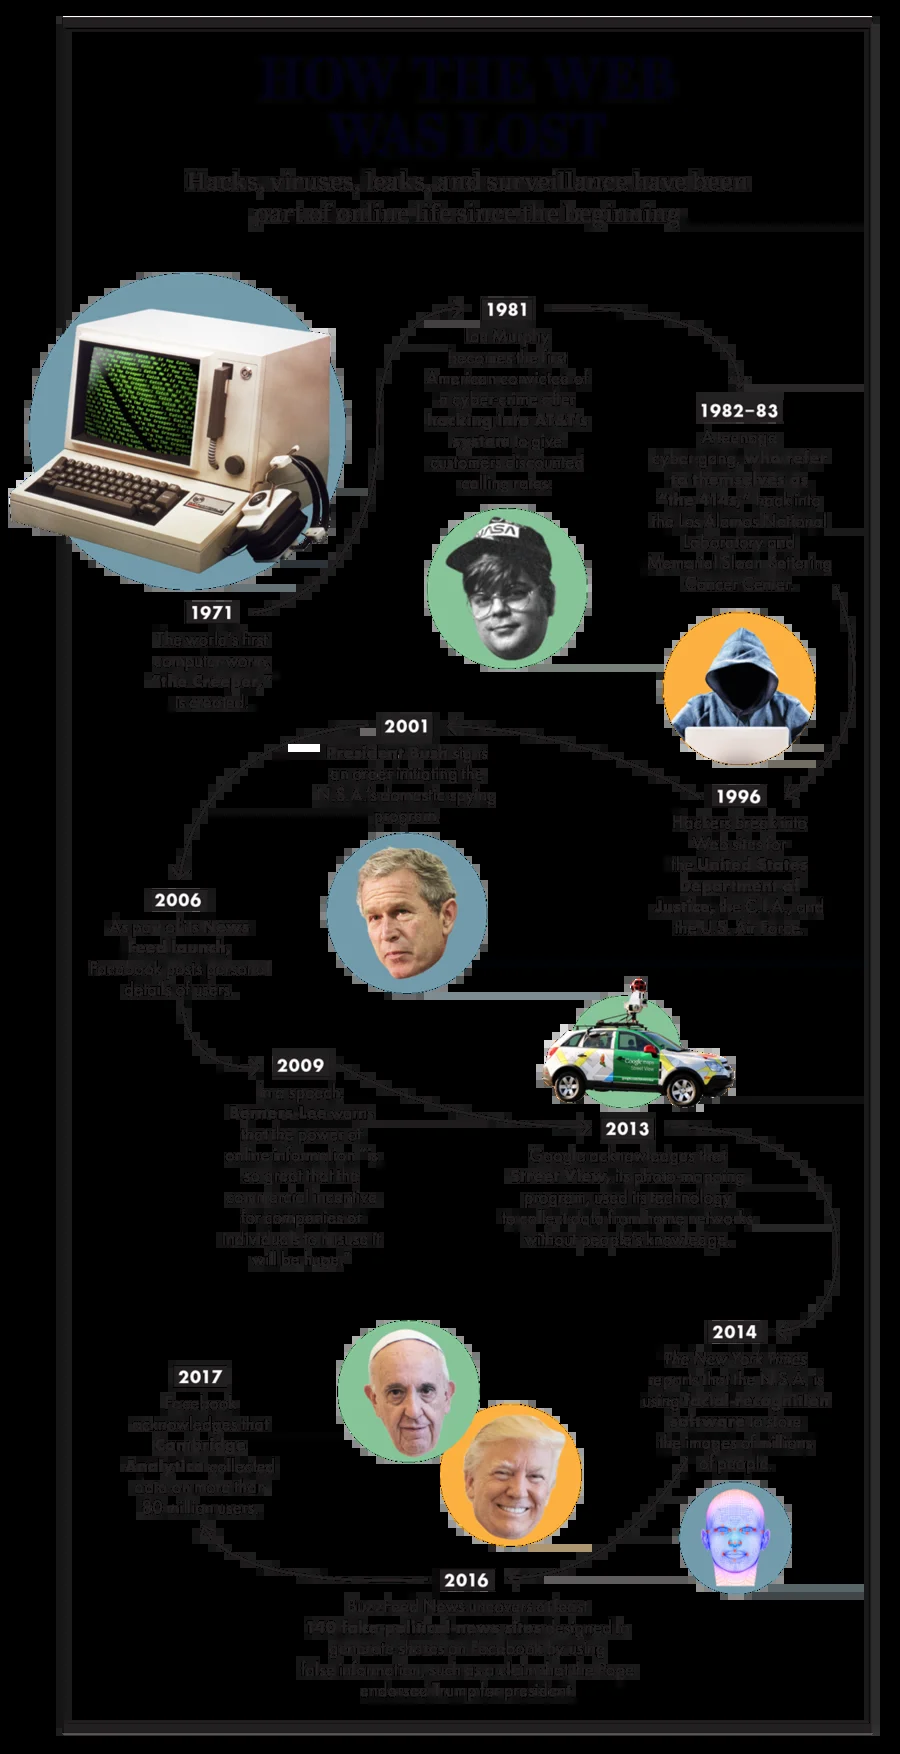 HOW THE WEB
WAS LOST
Hacks, viruses, leaks, and surveillance have been
part of online life since the beginning
1971
The world's first
computer worm,
"the Creeper,"
is created.
1981
Ian Murphy
becomes the first
American convicted of
a cyber crime after
hacking into AT&T's
system to give
customers discounted
calling rates.
NASA
1982–83
A teenage
cybergang, who refer
to themselves as
"the 414s," break into
the Los Alamos National
Laboratory and
Memorial Sloan Kettering
Cancer Center.
1996
Hackers break into
Web sites for
the United States
Department of
Justice, the C.I.A., and
the U.S. Air Force.
2001
President Bush signs
an order initiating the
N.S.A.'s domestic-spying
program.
2006
As part of its News
Feed launch,
Facebook posts personal
details of users.
2009
In a speech,
Berners-Lee warns
that the power of
online information "is
so great that the
commercial incentive
for companies or
individuals to misuse it
will be huge."
Google maps
Street View
2013
Google acknowledges that
Street View, its photo-mapping
program, used its technology
to collect data from home networks
without people's knowledge.
2014
The New York Times
reports that the N.S.A. is
using facial-recognition
software to store
the images of millions
of people.
2016
BuzzFeed News uncovers at least
140 fake political-news sites designed to
generate shares on Facebook by using
false information, such as a claim that the Pope
endorsed Trump for president.
2017
Facebook
acknowledges that
Cambridge
Analytica collected
data on more than
80 million users.